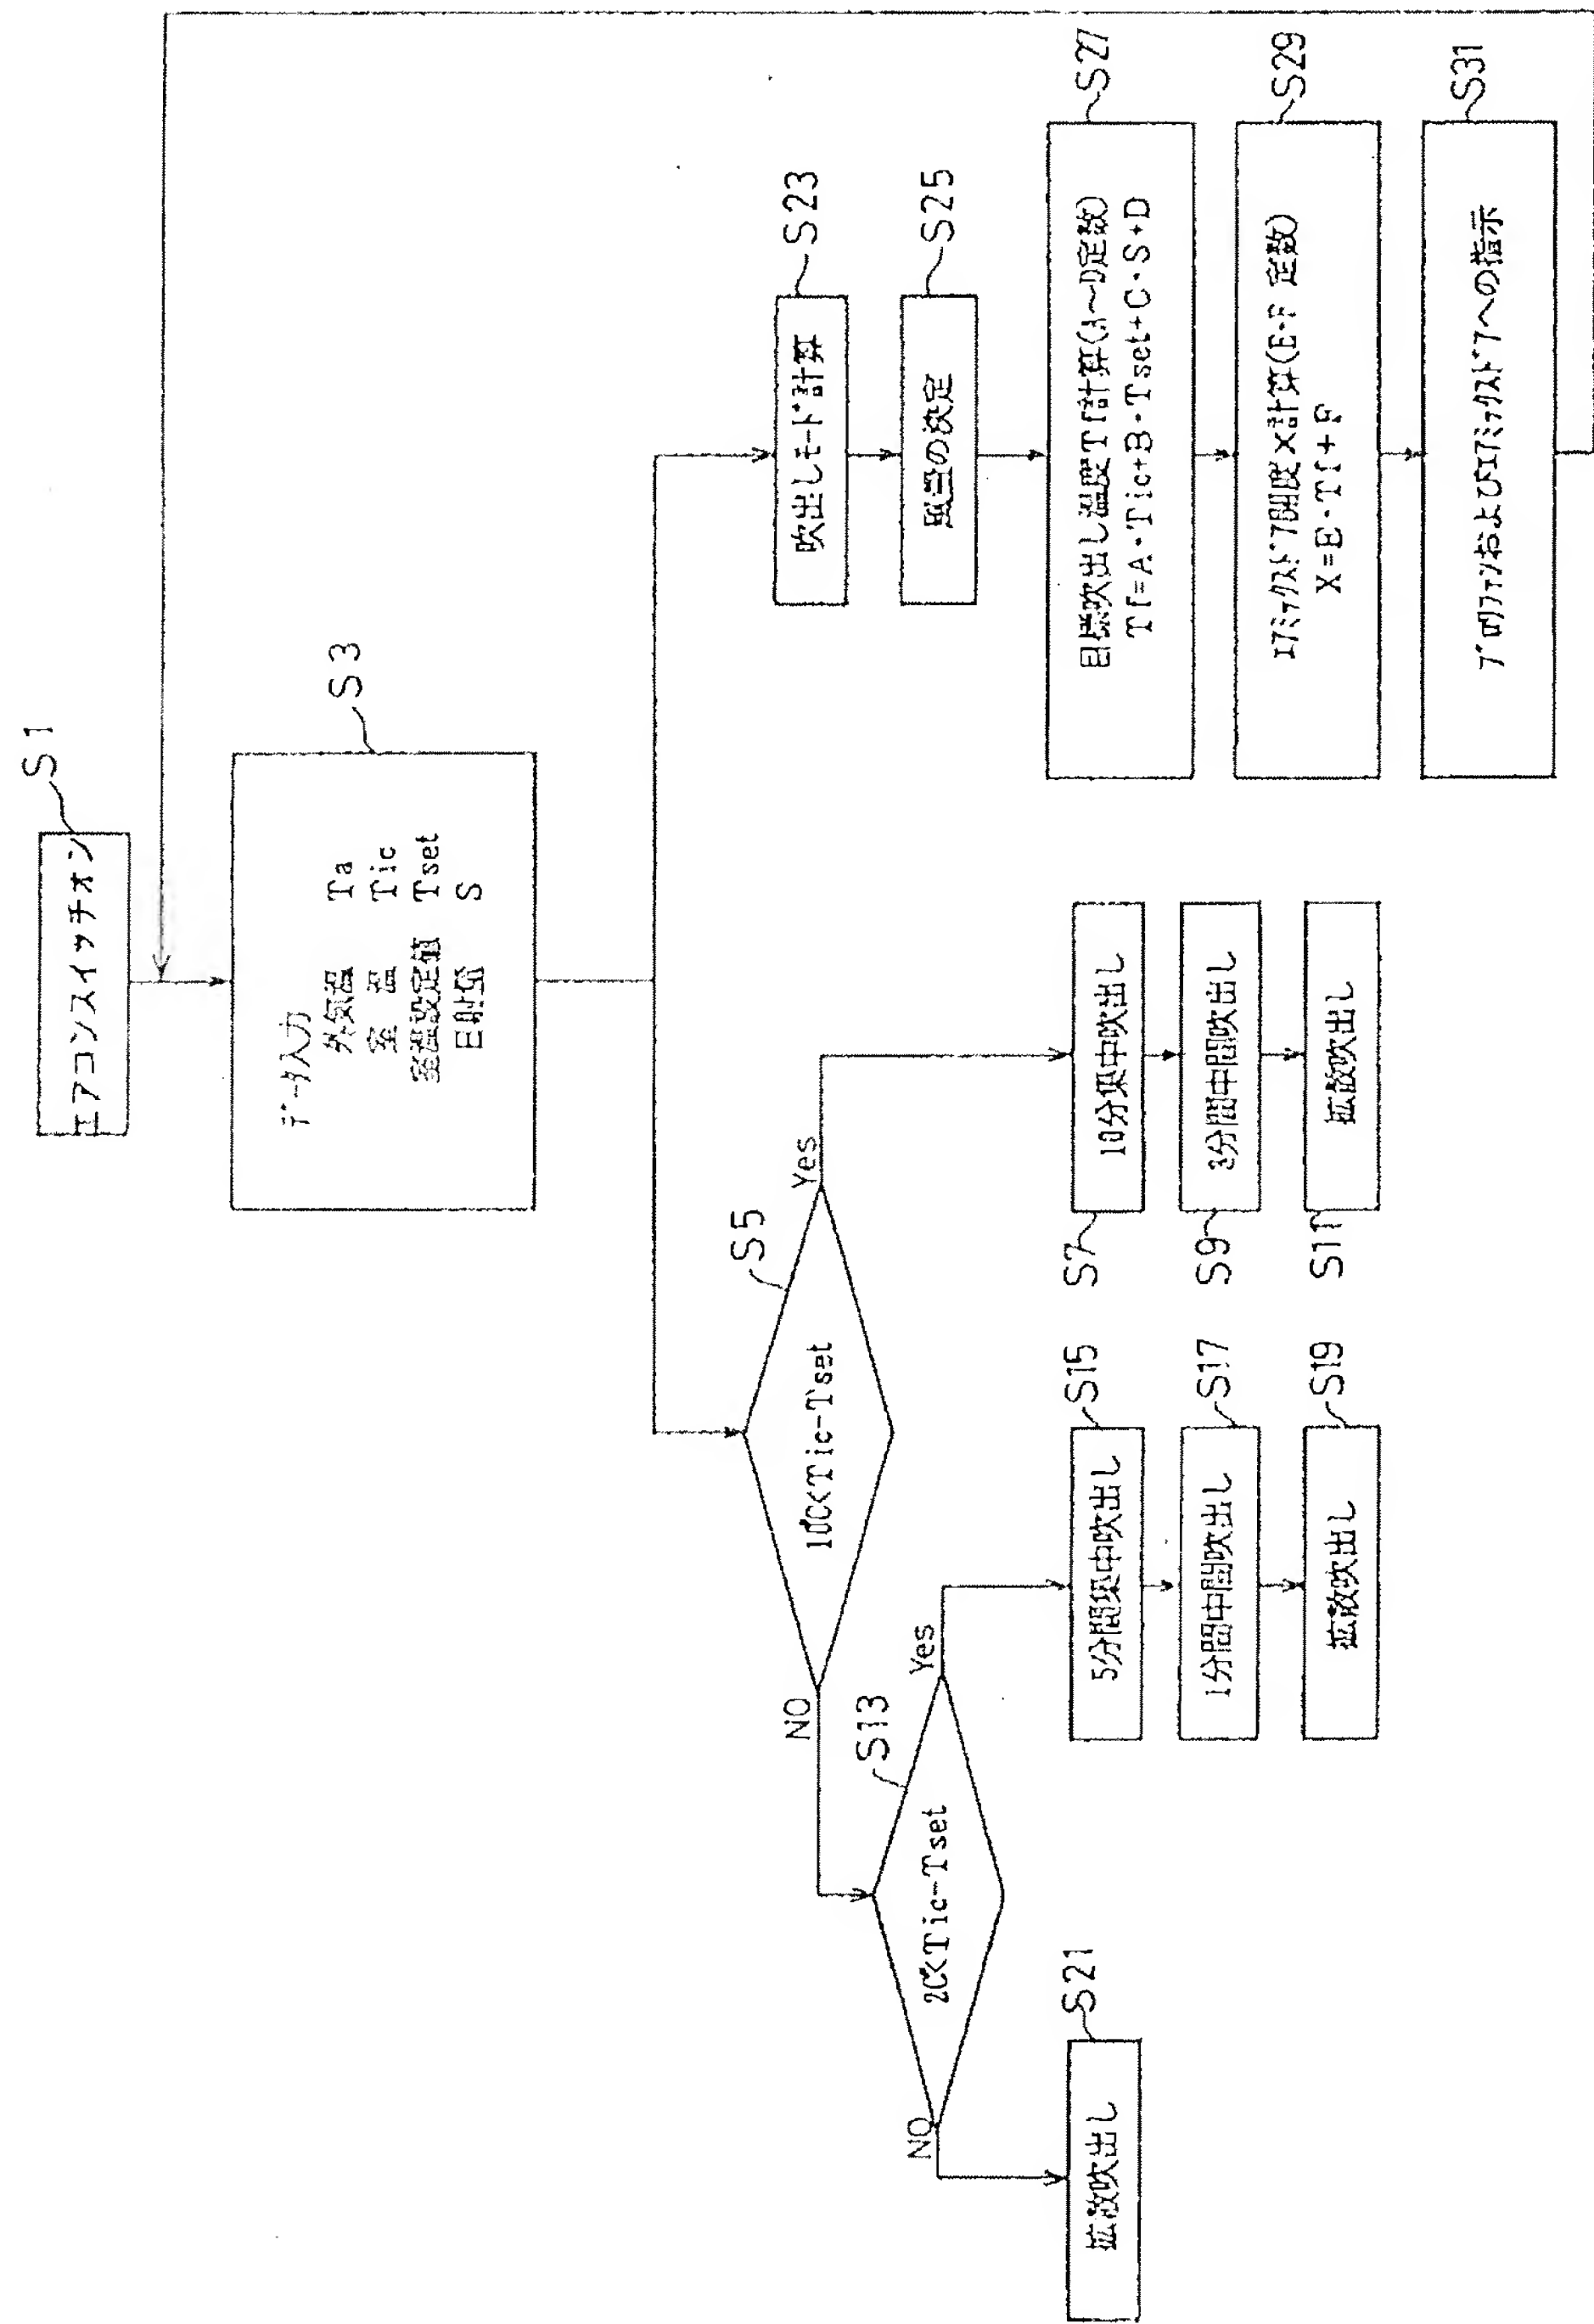 エアコンスイッチオン
S1
データ入力
外気温 Ta
室 温 Tic
室温設定値 Tset
日射量 S
S3
10℃<Tic-Tset
S5
Yes
NO
2℃<Tic-Tset
S13
Yes
NO
拡散吹出し
S21
5分間集中吹出し
S15
1分間中間吹出し
S17
拡散吹出し
S19
10分集中吹出し
S7
3分間中間吹出し
S9
拡散吹出し
S11
吹出しモード計算
S23
風量の決定
S25
目標吹出し温度Tf計算(A~D定数)
Tf=A・Tic+B・Tset+C・S+D
S27
エアミックスドア開度X計算(E・F 定数)
X=E・Tf+F
S29
ブロワファンおよびエアミックスドアへの指示
S31